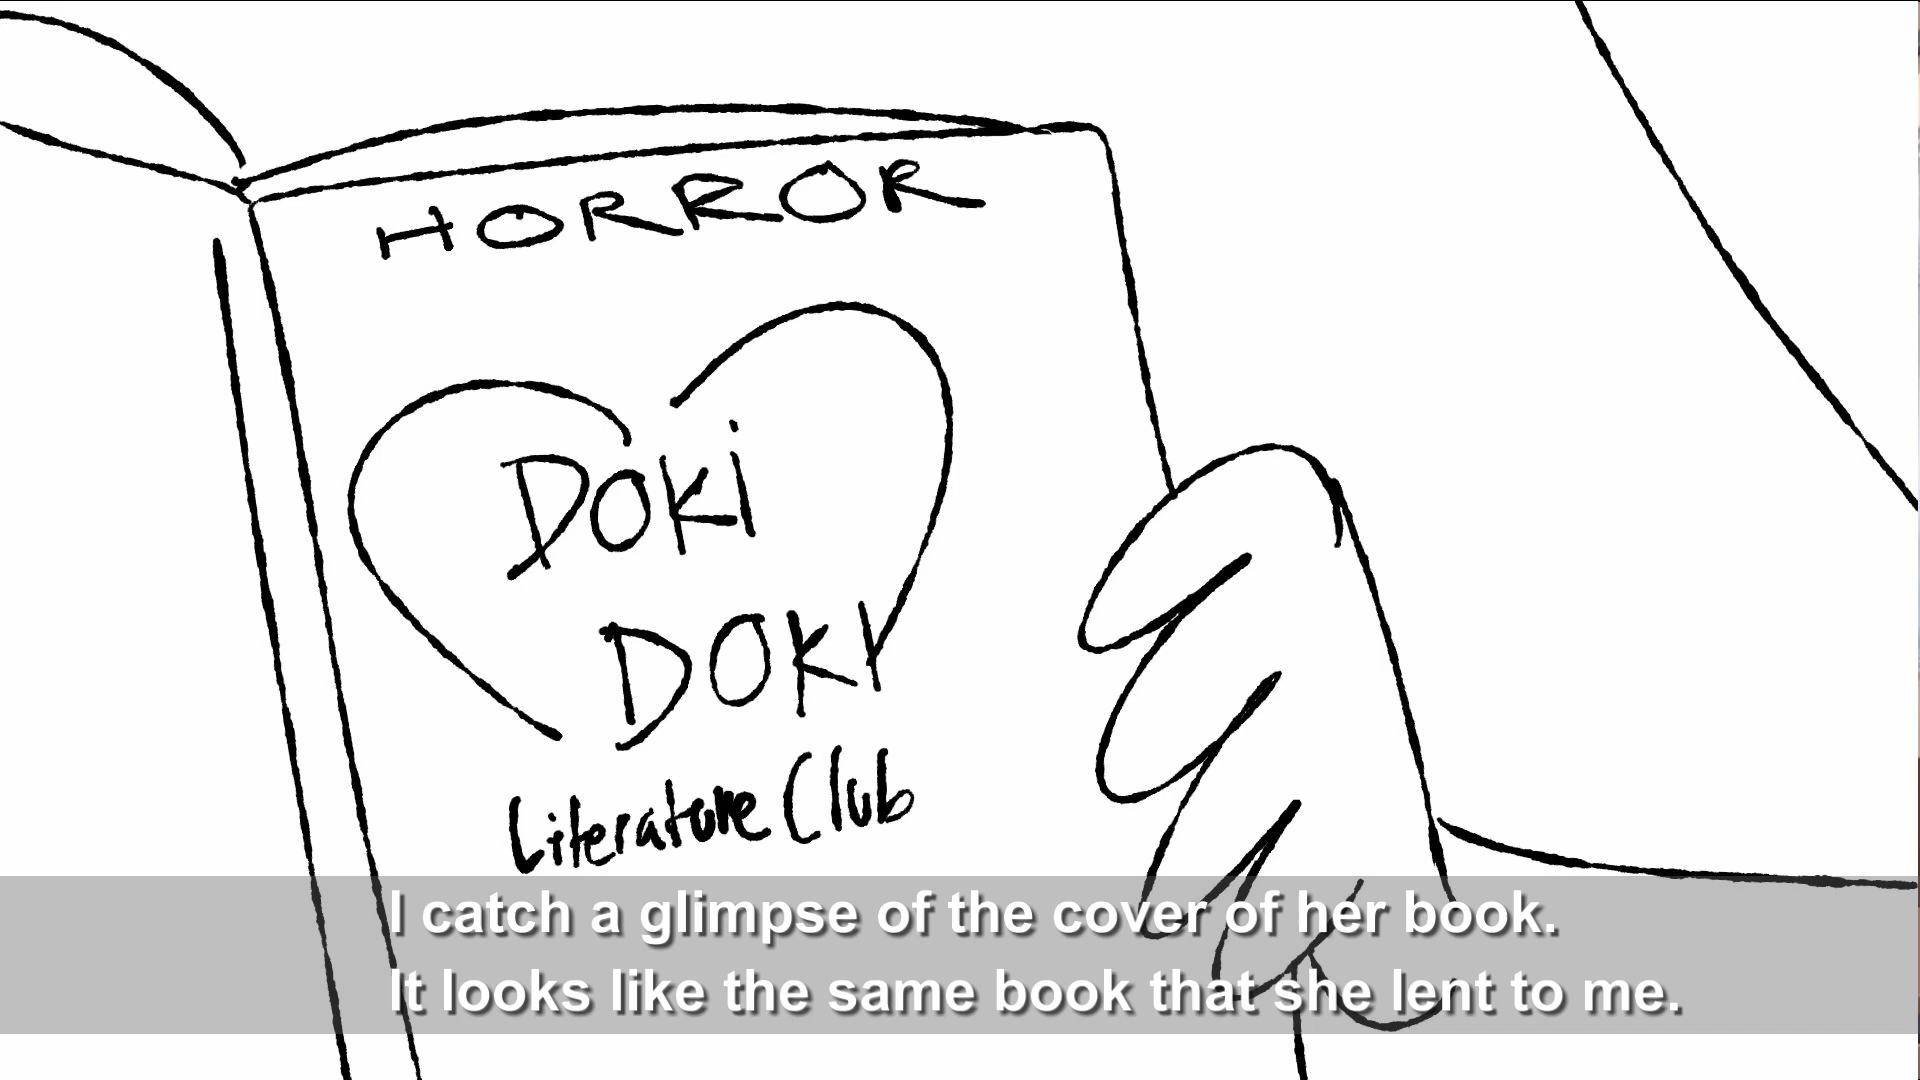 HORROR
DOKi
DOKI
Literature Club
I catch a glimpse of the cover of her book.
It looks like the same book that she lent to me.